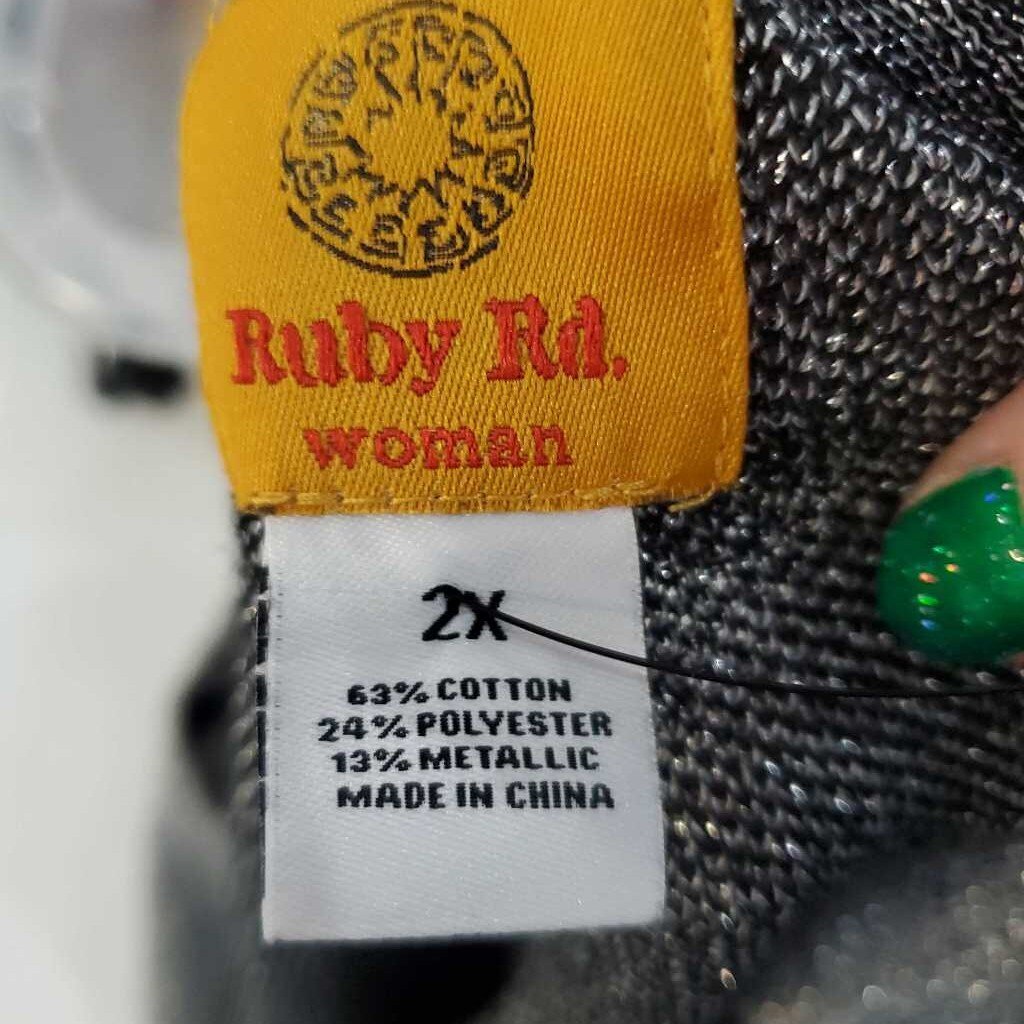 Ruby Rd.
woman
2X
63% COTTON
24% POLYESTER
13% METALLIC
MADE IN CHINA